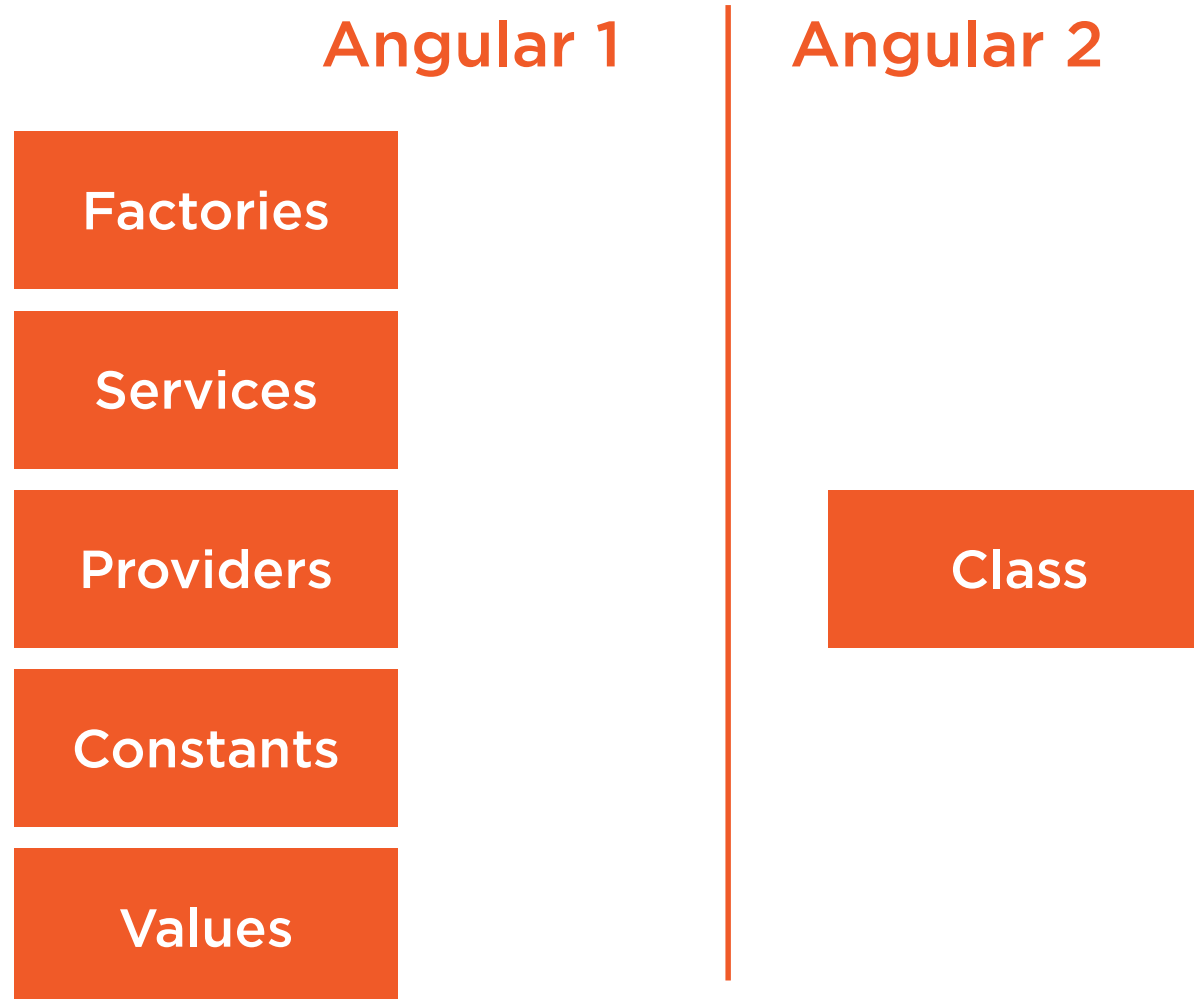 Angular 1
Angular 2
Factories
Services
Providers
Class
Constants
Values